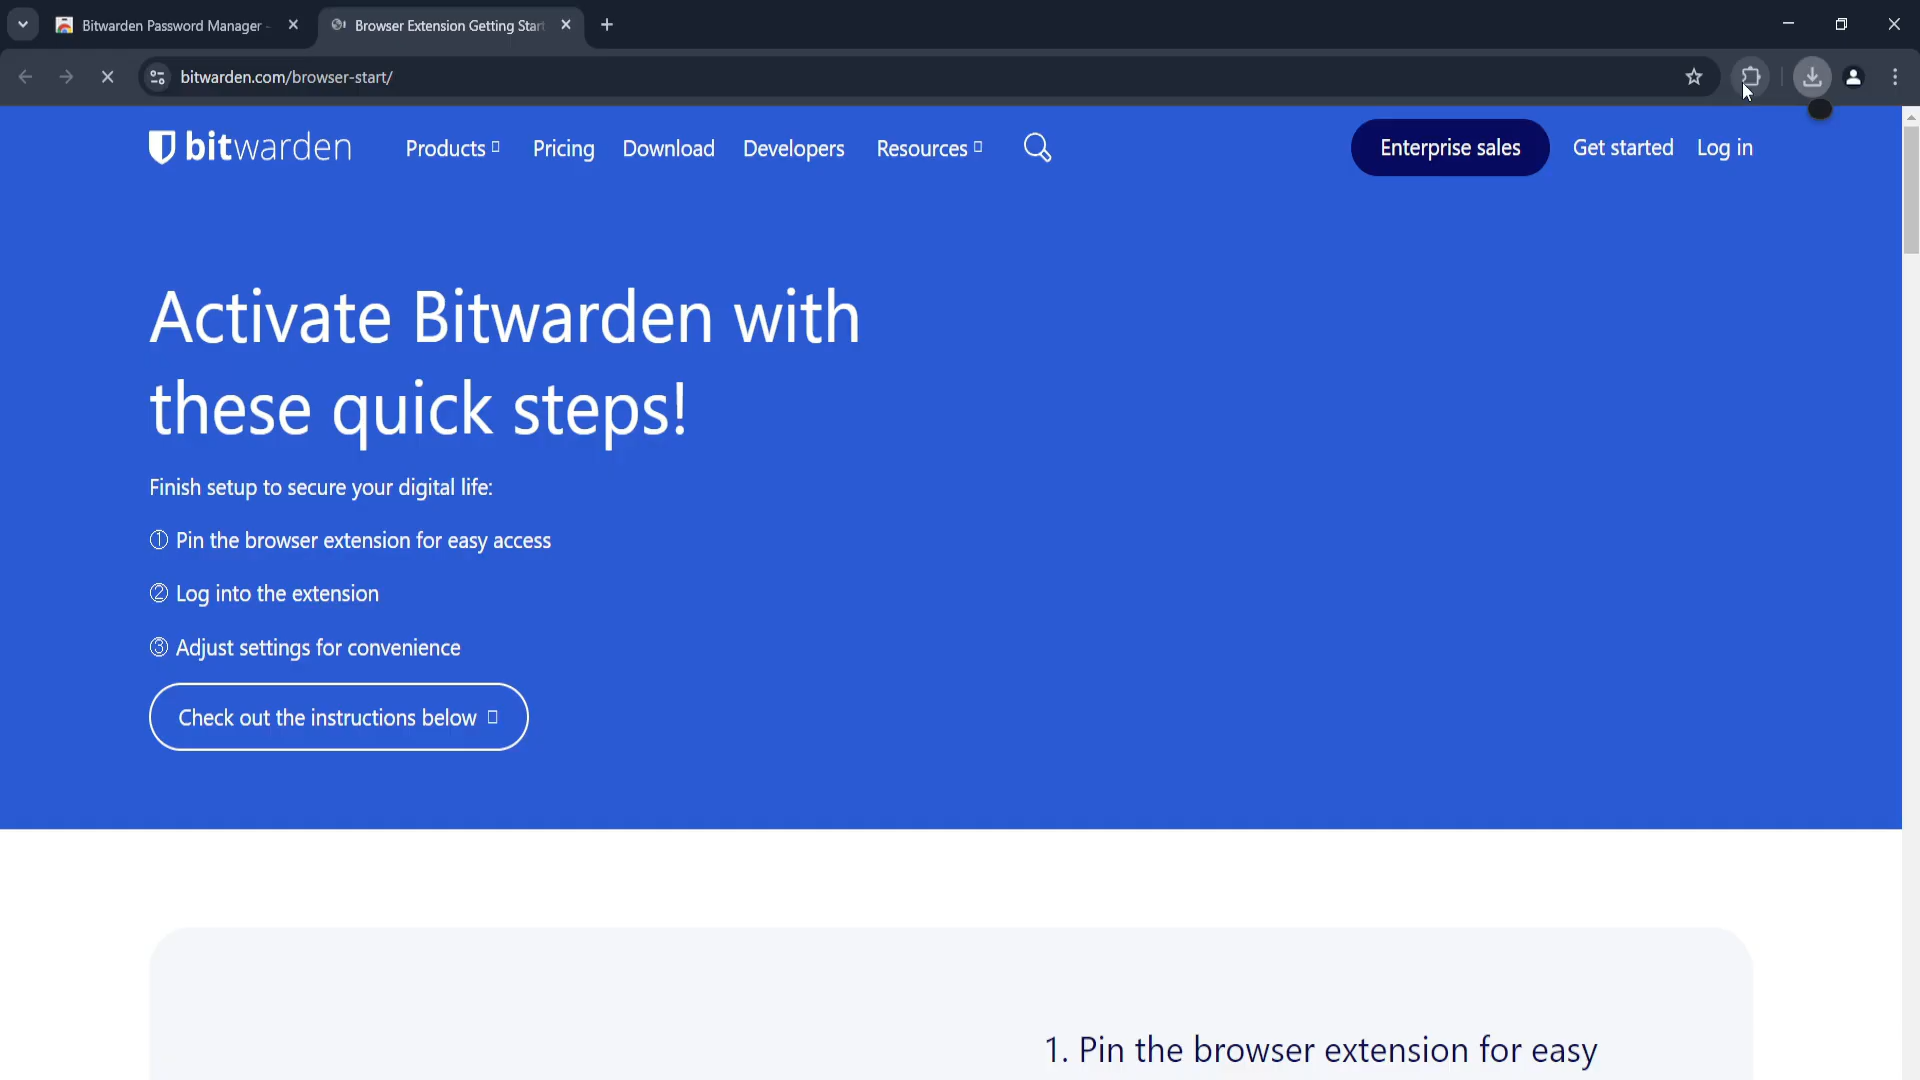 Bitwarden Password Manager -
Browser Extension Getting Start
bitwarden.com/browser-start/
bitwarden
Products
Pricing
Download
Developers
Resources
Enterprise sales
Get started
Log in
Activate Bitwarden with
these quick steps!
Finish setup to secure your digital life:
① Pin the browser extension for easy access
② Log into the extension
③ Adjust settings for convenience
Check out the instructions below
1. Pin the browser extension for easy